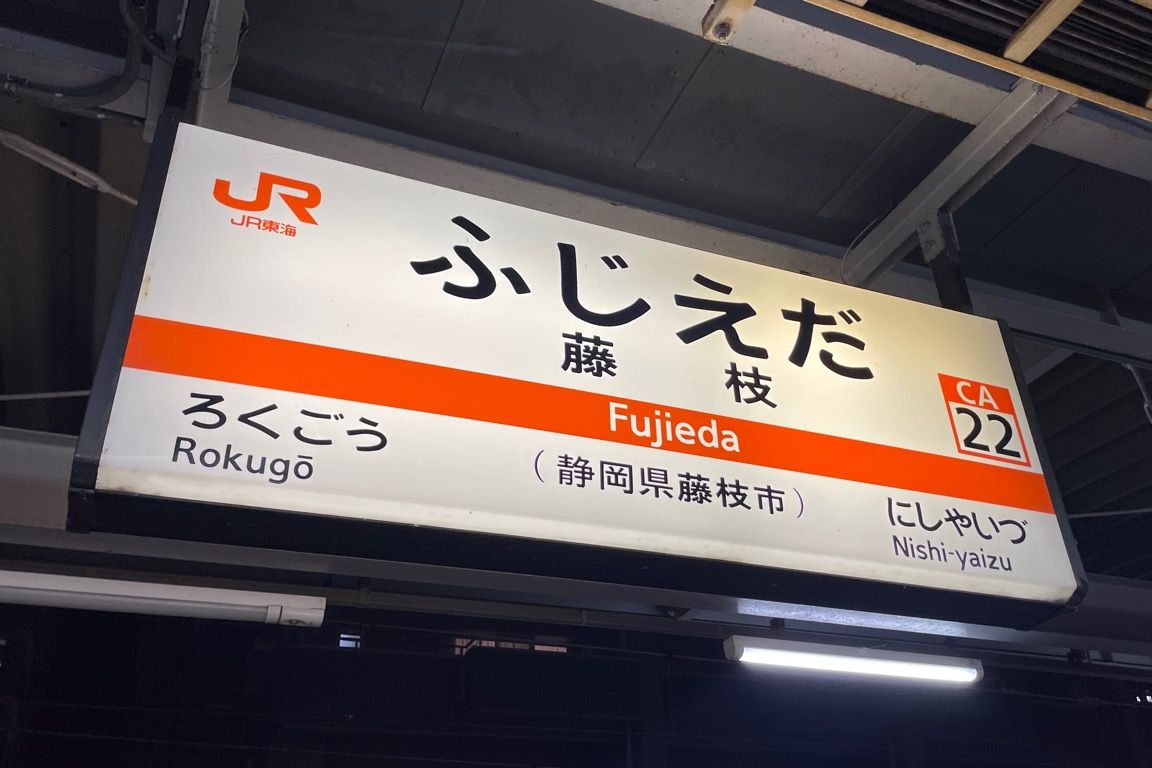 JR
JR東海
ふじえだ
藤枝
Fujieda
CA
22
ろくごう
Rokugō
（静岡県藤枝市）
にしやいづ
Nishi-yaizu